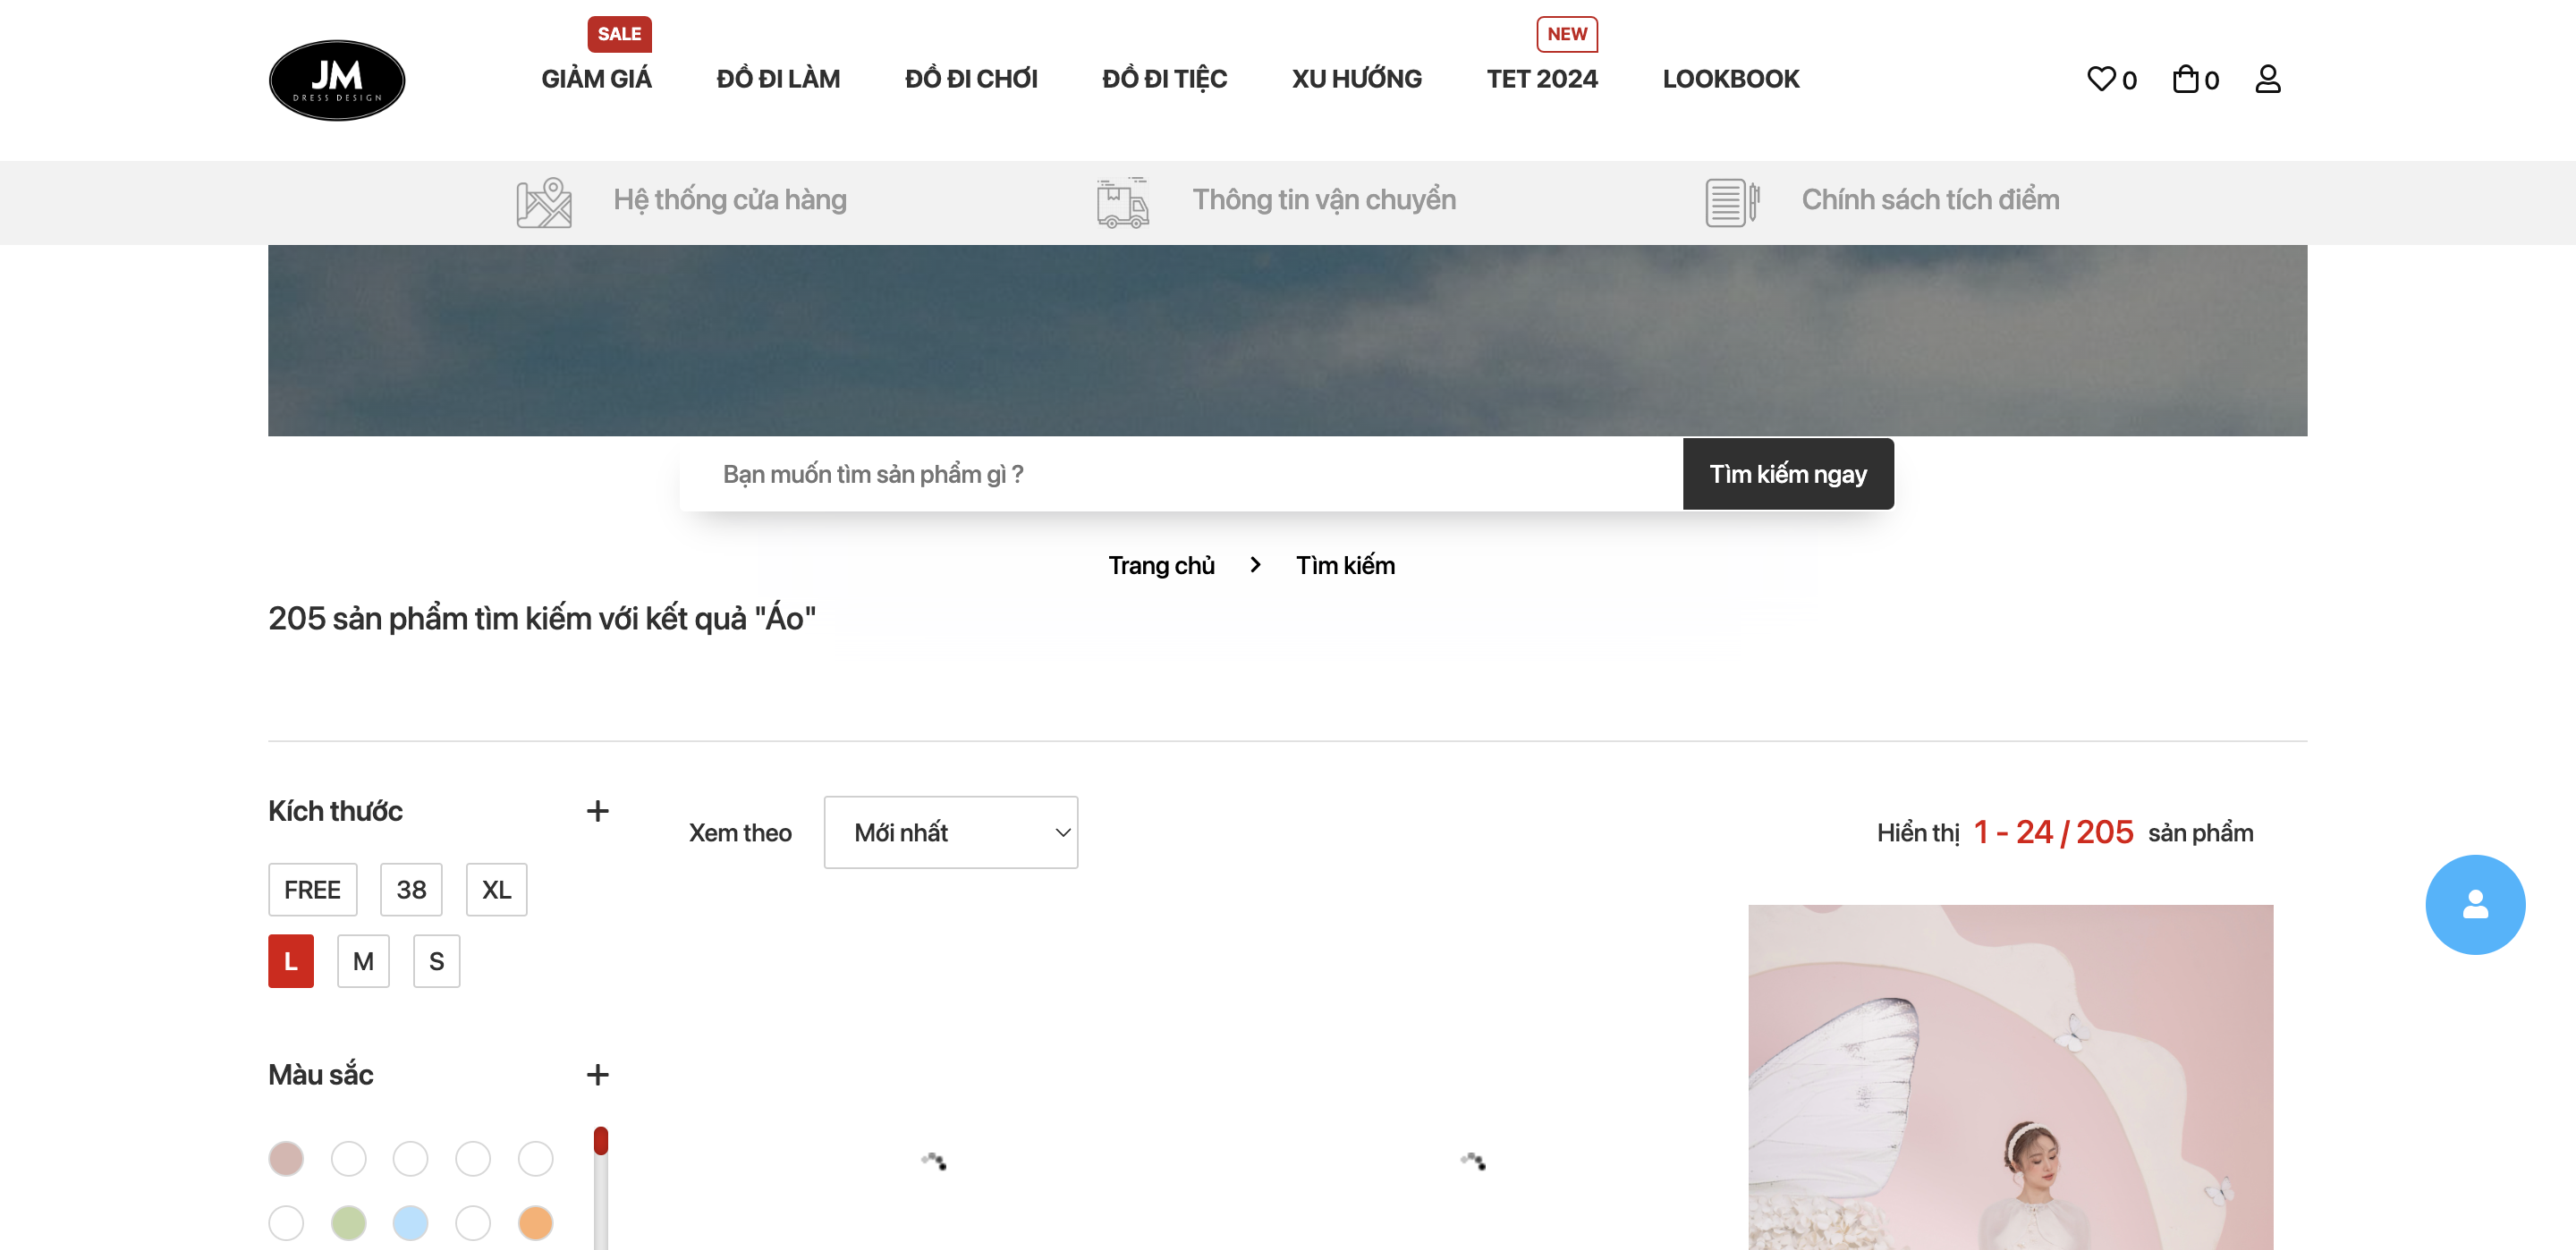 SALE
NEW
JM
DRESS DESIGN
GIẢM GIÁ ĐỒ ĐI LÀM ĐỒ ĐI CHƠI ĐỒ ĐI TIỆC XU HƯỚNG TET 2024 LOOKBOOK 0 0
Hệ thống cửa hàng Thông tin vận chuyển Chính sách tích điểm
Bạn muốn tìm sản phẩm gì ? Tìm kiếm ngay
Trang chủ Tìm kiếm
205 sản phẩm tìm kiếm với kết quả "Áo"
Kích thước +
Xem theo Mới nhất Hiển thị 1 - 24 / 205 sản phẩm
FREE 38 XL
L M S
Màu sắc +